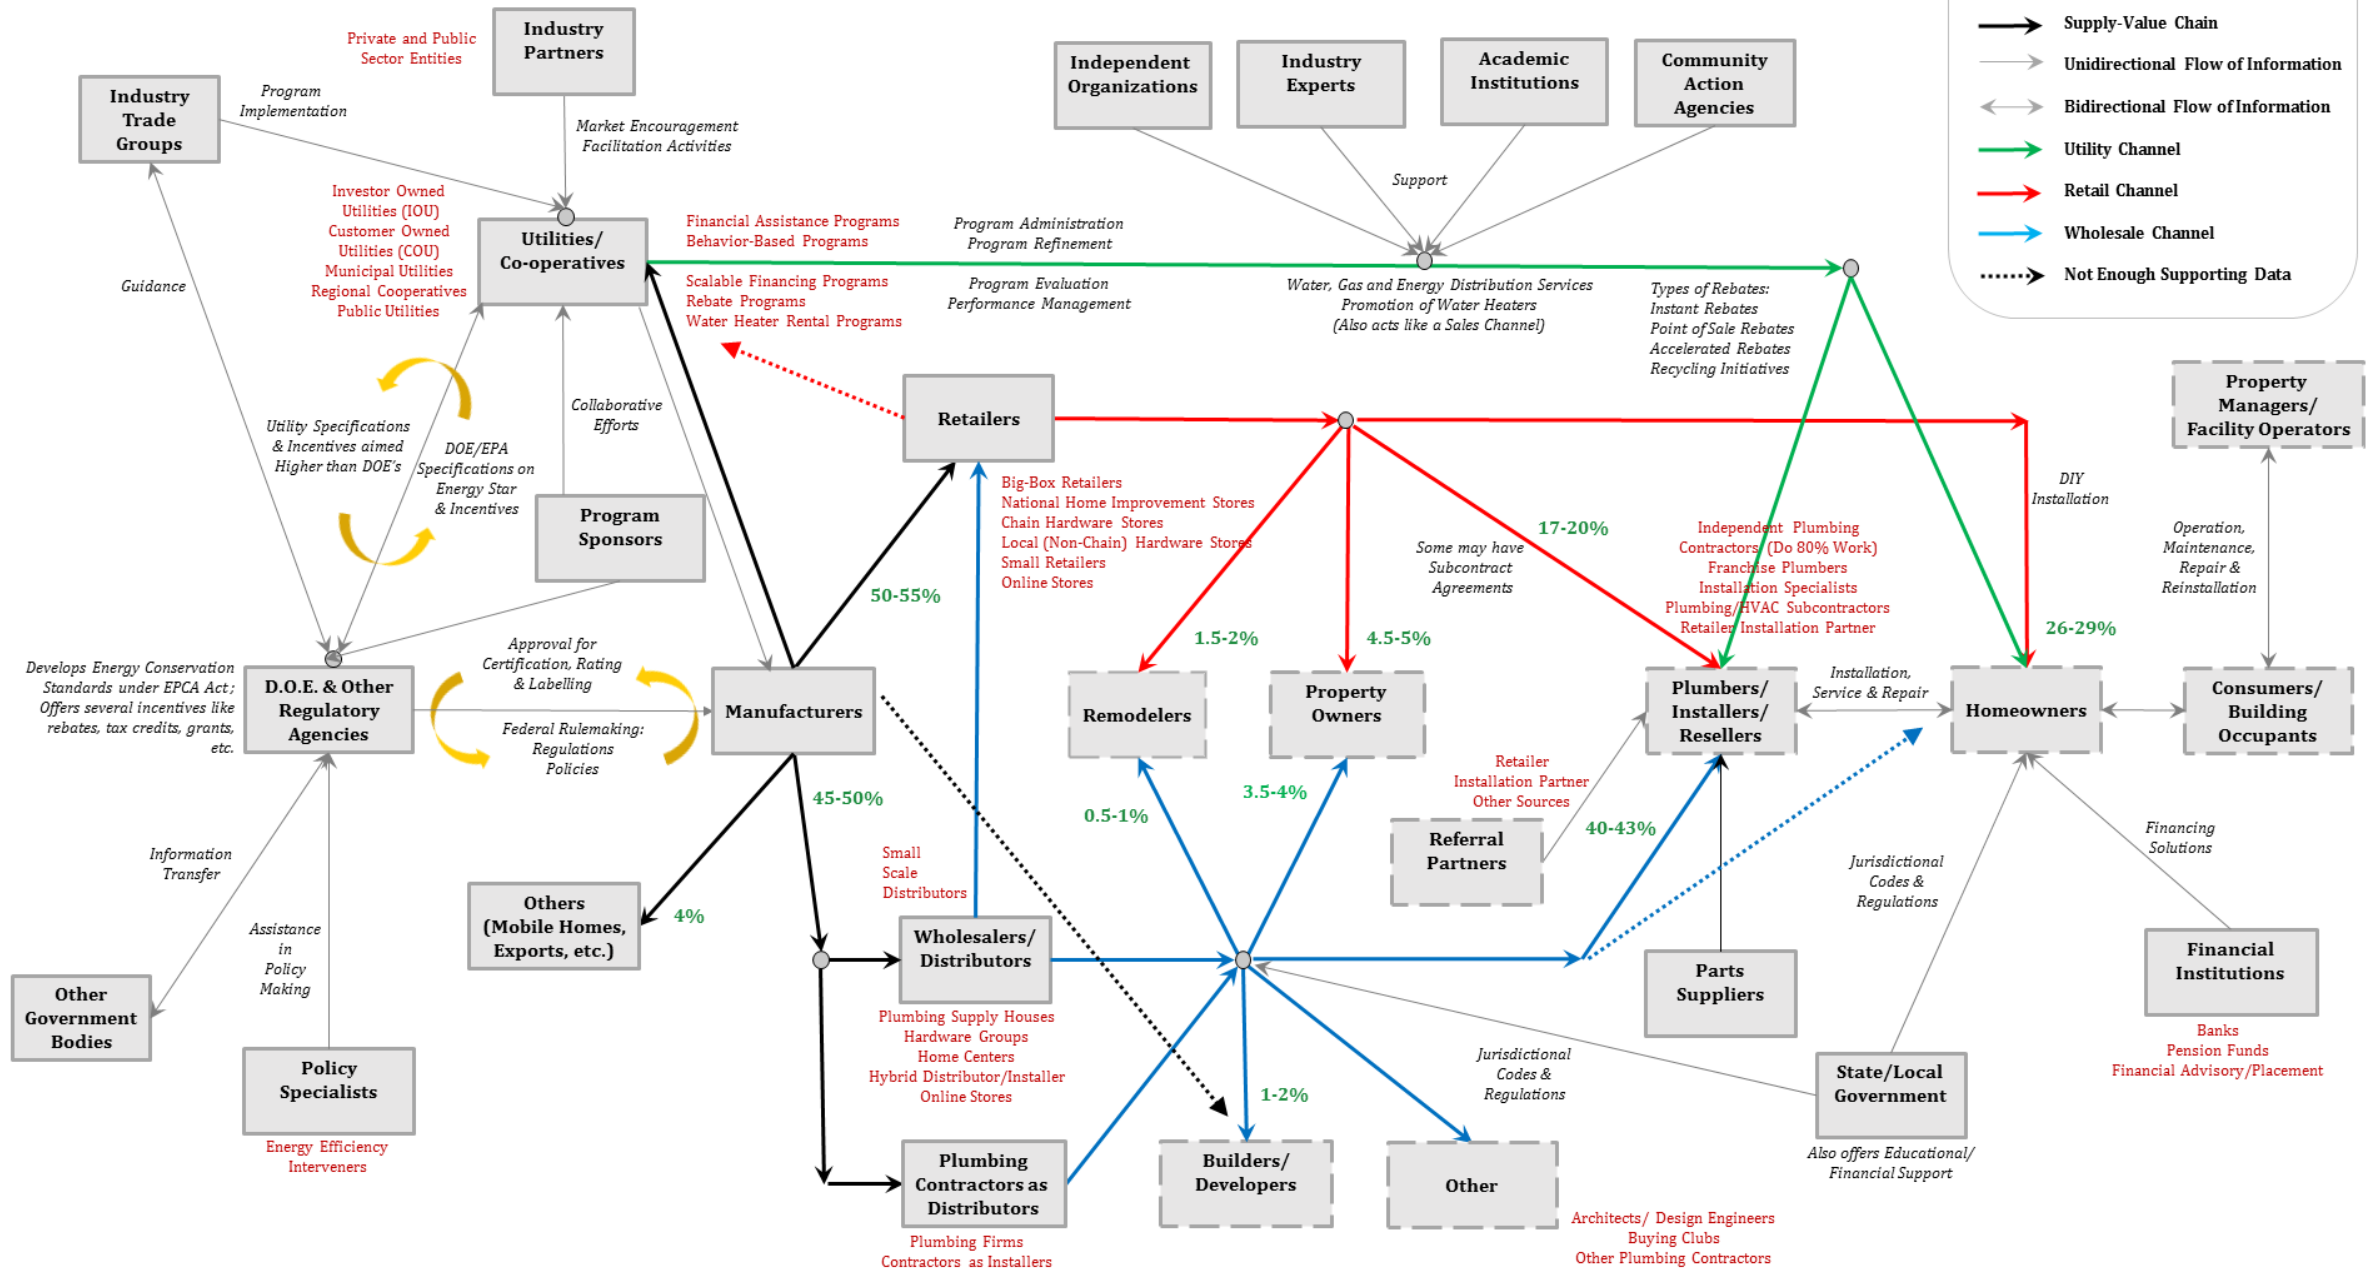 Industry
Partners
Private and Public
Sector Entities
Industry
Trade
Groups
Program
Implementation
Market Encouragement
Facilitation Activities
Independent
Organizations
Industry
Experts
Academic
Institutions
Community
Action
Agencies
Support
Supply-Value Chain
Unidirectional Flow of Information
Bidirectional Flow of Information
Utility Channel
Retail Channel
Wholesale Channel
Not Enough Supporting Data
Investor Owned
Utilities (IOU)
Customer Owned
Utilities (COU)
Municipal Utilities
Regional Cooperatives
Public Utilities
Utilities/
Co-operatives
Financial Assistance Programs
Behavior-Based Programs
Scalable Financing Programs
Rebate Programs
Water Heater Rental Programs
Program Administration
Program Refinement
Program Evaluation
Performance Management
Water, Gas and Energy Distribution Services
Promotion of Water Heaters
(Also acts like a Sales Channel)
Types of Rebates:
Instant Rebates
Point of Sale Rebates
Accelerated Rebates
Recycling Initiatives
Guidance
Utility Specifications
& Incentives aimed
Higher than DOE's
DOE/EPA
Specifications on
Energy Star
& Incentives
Collaborative
Efforts
Program
Sponsors
Retailers
Big-Box Retailers
National Home Improvement Stores
Chain Hardware Stores
Local (Non-Chain) Hardware Stores
Small Retailers
Online Stores
50-55%
Some may have
Subcontract
Agreements
17-20%
Independent Plumbing
Contractors (Do 80% Work)
Franchise Plumbers
Installation Specialists
Plumbing/HVAC Subcontractors
Retailer Installation Partner
DIY
Installation
Property
Managers/
Facility Operators
Operation,
Maintenance,
Repair &
Reinstallation
1.5-2%
4.5-5%
26-29%
Develops Energy Conservation
Standards under EPCA Act;
Offers several incentives like
rebates, tax credits, grants,
etc.
D.O.E. & Other
Regulatory
Agencies
Approval for
Certification, Rating
& Labelling
Federal Rulemaking:
Regulations
Policies
Manufacturers
Remodelers
Property
Owners
Plumbers/
Installers/
Resellers
Installation,
Service & Repair
Homeowners
Consumers/
Building
Occupants
45-50%
0.5-1%
3.5-4%
Retailer
Installation Partner
Other Sources
Referral
Partners
40-43%
Information
Transfer
Assistance
in
Policy
Making
Others
(Mobile Homes,
Exports, etc.)
4%
Small
Scale
Distributors
Wholesalers/
Distributors
Plumbing Supply Houses
Hardware Groups
Home Centers
Hybrid Distributor/Installer
Online Stores
Parts
Suppliers
Jurisdictional
Codes &
Regulations
Financing
Solutions
Financial
Institutions
Banks
Pension Funds
Financial Advisory/Placement
Other
Government
Bodies
Policy
Specialists
Energy Efficiency
Interveners
Jurisdictional
Codes &
Regulations
State/Local
Government
Also offers Educational/
Financial Support
1-2%
Plumbing
Contractors as
Distributors
Plumbing Firms
Contractors as Installers
Builders/
Developers
Other
Architects/ Design Engineers
Buying Clubs
Other Plumbing Contractors